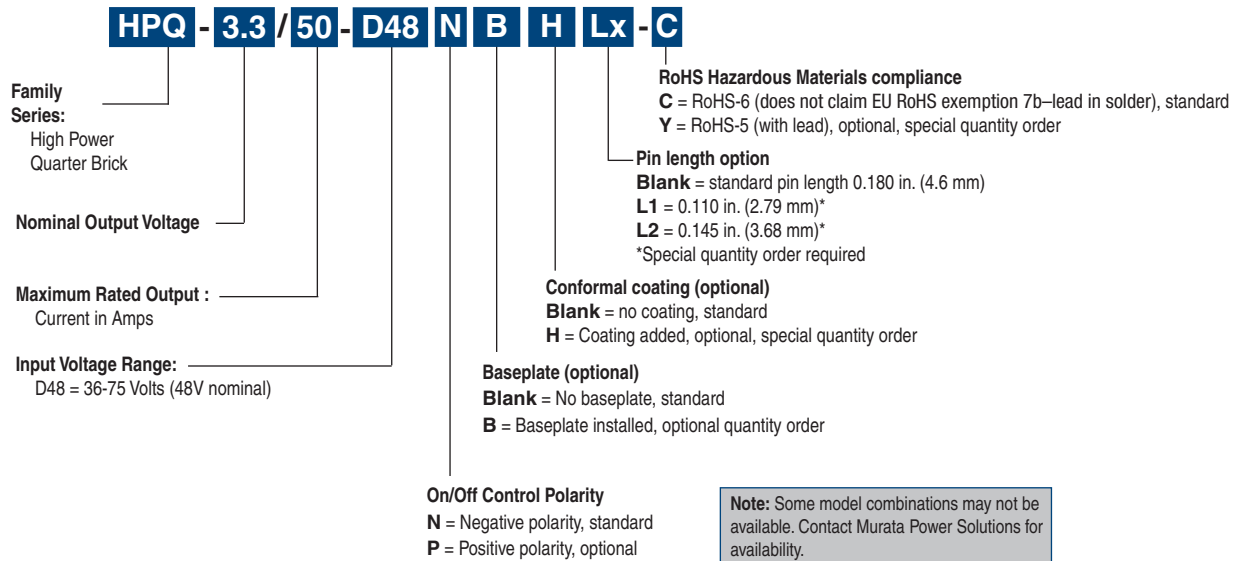 HPQ - 3.3 / 50 - D48 N B H Lx - C
RoHS Hazardous Materials compliance
C = RoHS-6 (does not claim EU RoHS exemption 7b–lead in solder), standard
Y = RoHS-5 (with lead), optional, special quantity order
Pin length option
Blank = standard pin length 0.180 in. (4.6 mm)
L1 = 0.110 in. (2.79 mm)*
L2 = 0.145 in. (3.68 mm)*
*Special quantity order required
Conformal coating (optional)
Blank = no coating, standard
H = Coating added, optional, special quantity order
Baseplate (optional)
Blank = No baseplate, standard
B = Baseplate installed, optional quantity order
On/Off Control Polarity
N = Negative polarity, standard
P = Positive polarity, optional
Family
Series:
High Power
Quarter Brick
Nominal Output Voltage
Maximum Rated Output :
Current in Amps
Input Voltage Range:
D48 = 36-75 Volts (48V nominal)
Note: Some model combinations may not be
available. Contact Murata Power Solutions for
availability.